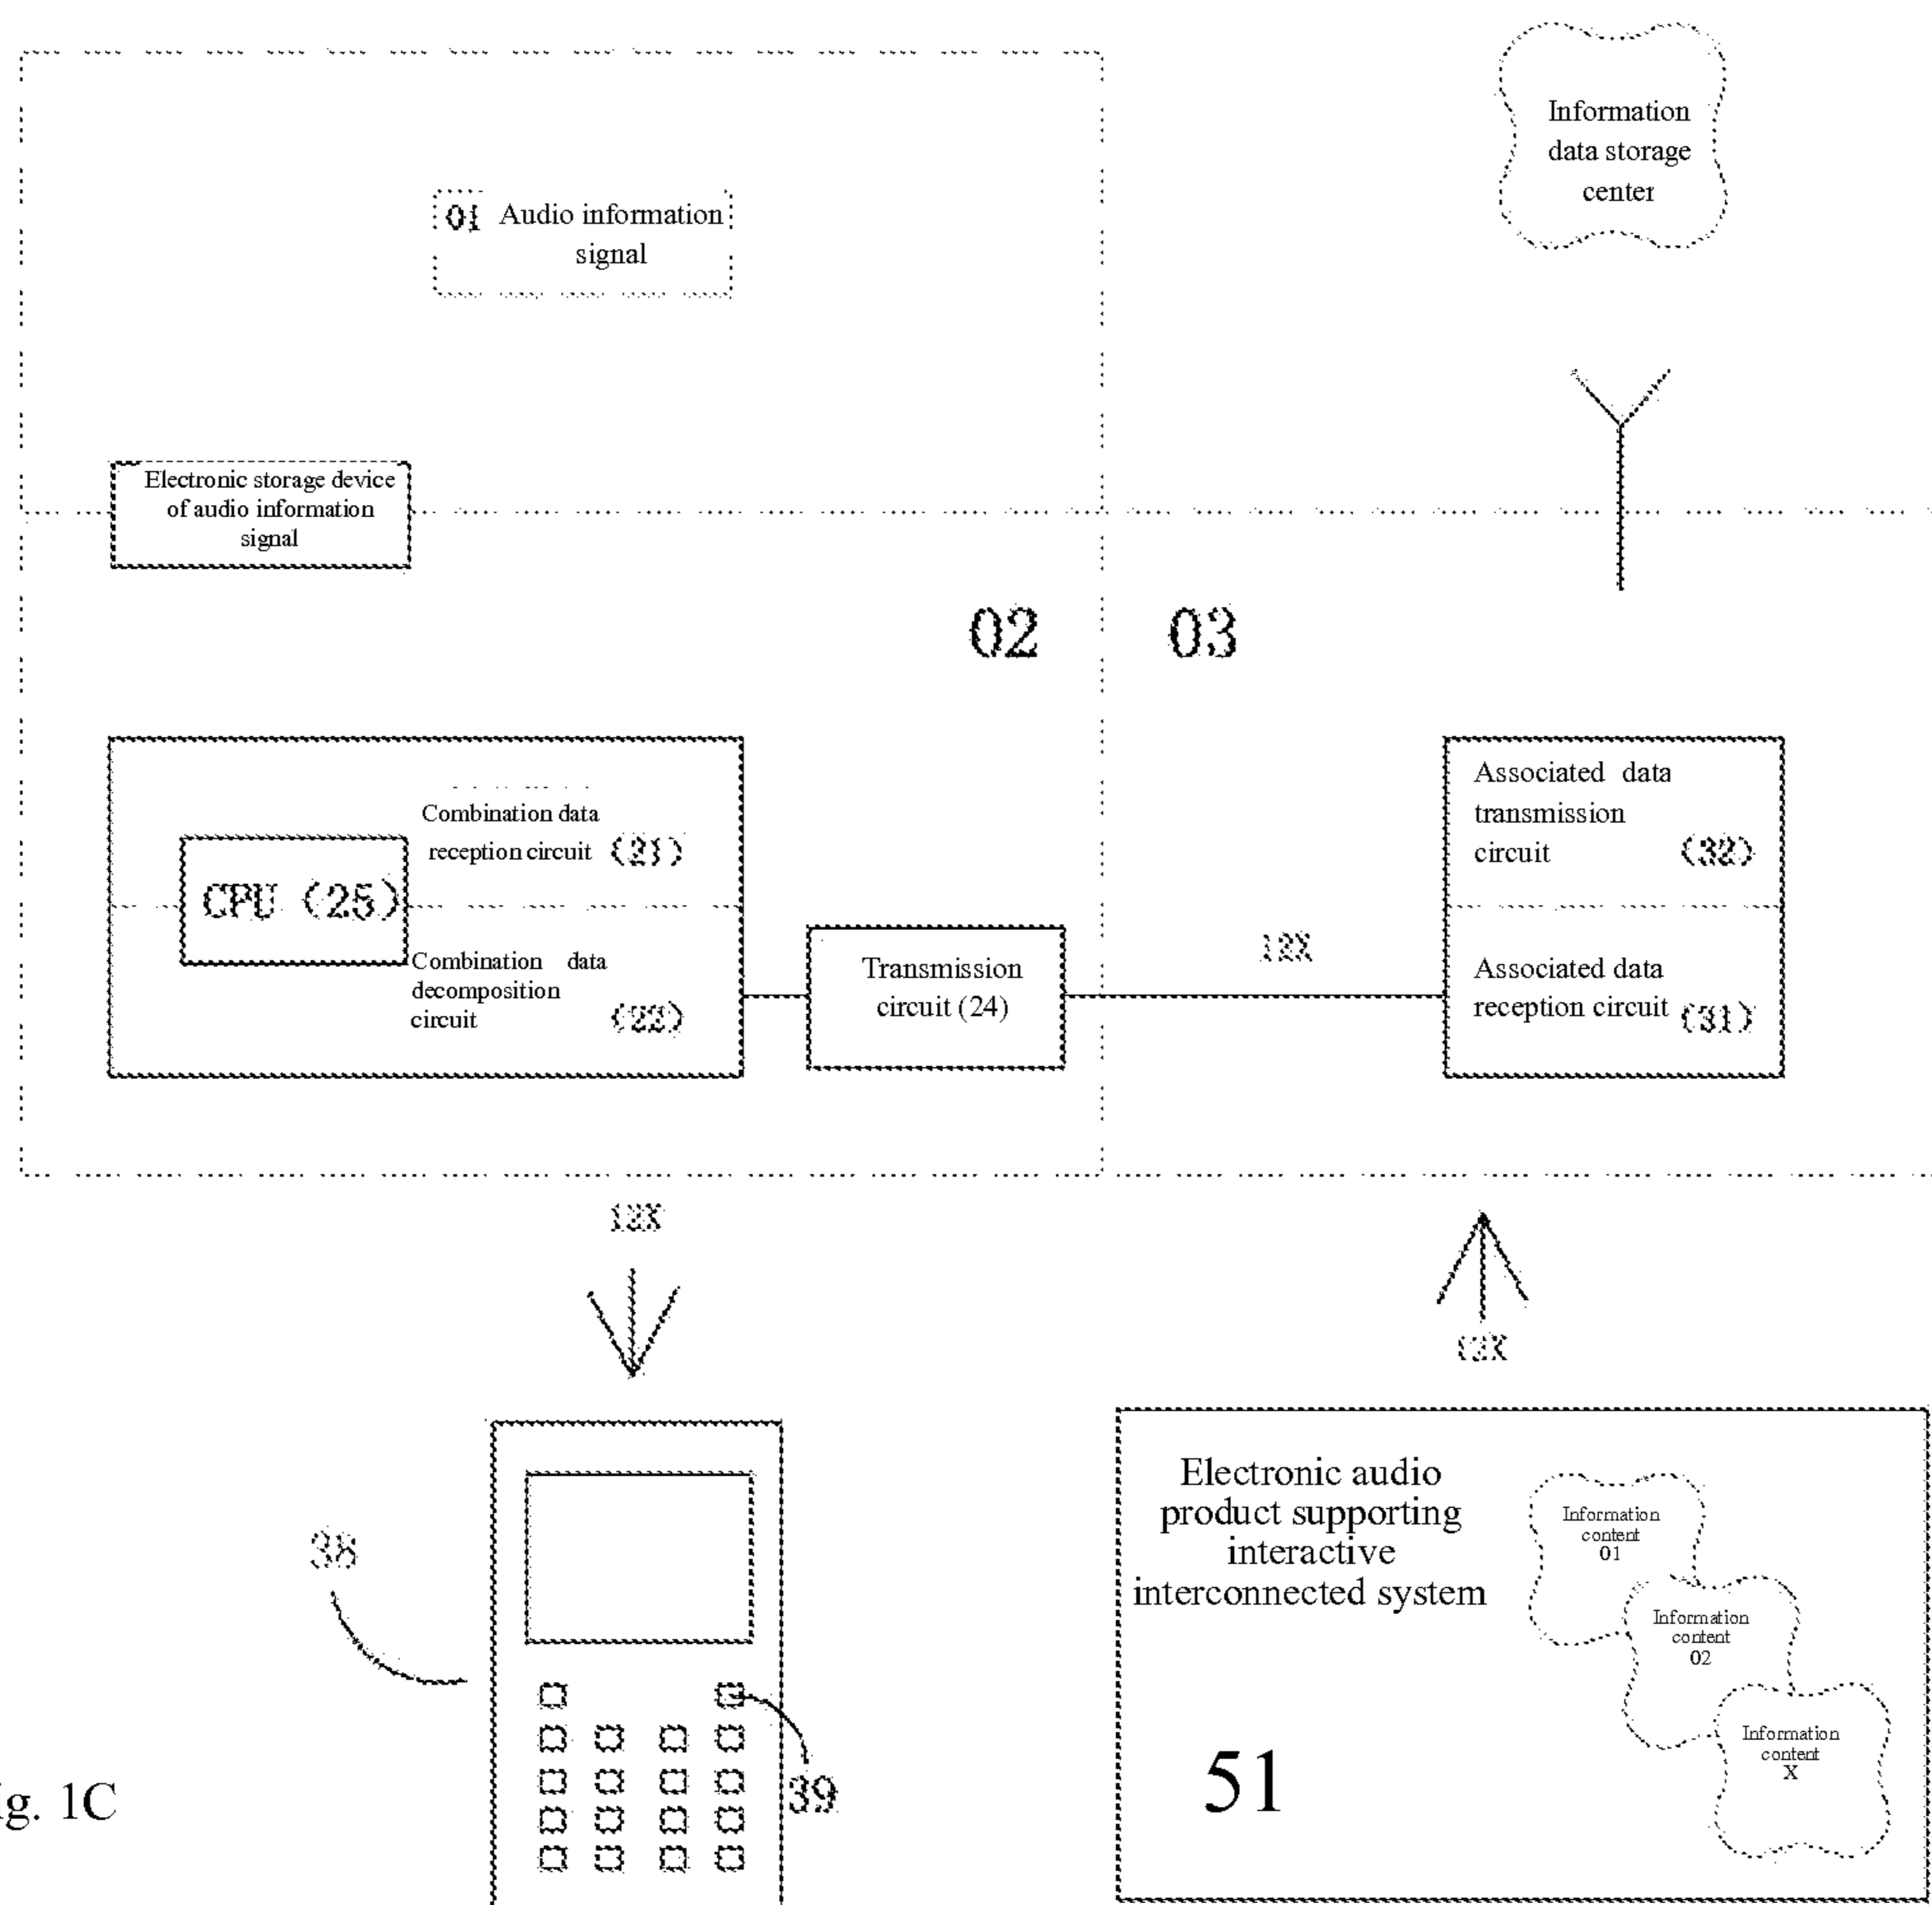 Information
data storage
center
01 Audio information
signal
Electronic storage device
of audio information
signal
02
03
Combination data
reception circuit (21)
CPU (25)
Combination data
decomposition
circuit (22)
Transmission
circuit (24)
12X
Associated data
transmission
circuit (32)
Associated data
reception circuit (31)
12X
12X
38
39
Electronic audio
product supporting
interactive
interconnected system
51
Information
content
01
Information
content
02
Information
content
X
g. 1C